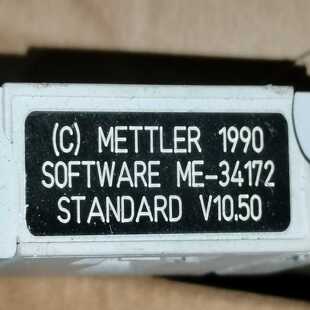 (C) METTLER 1990
SOFTWARE ME-34172
STANDARD V10.50